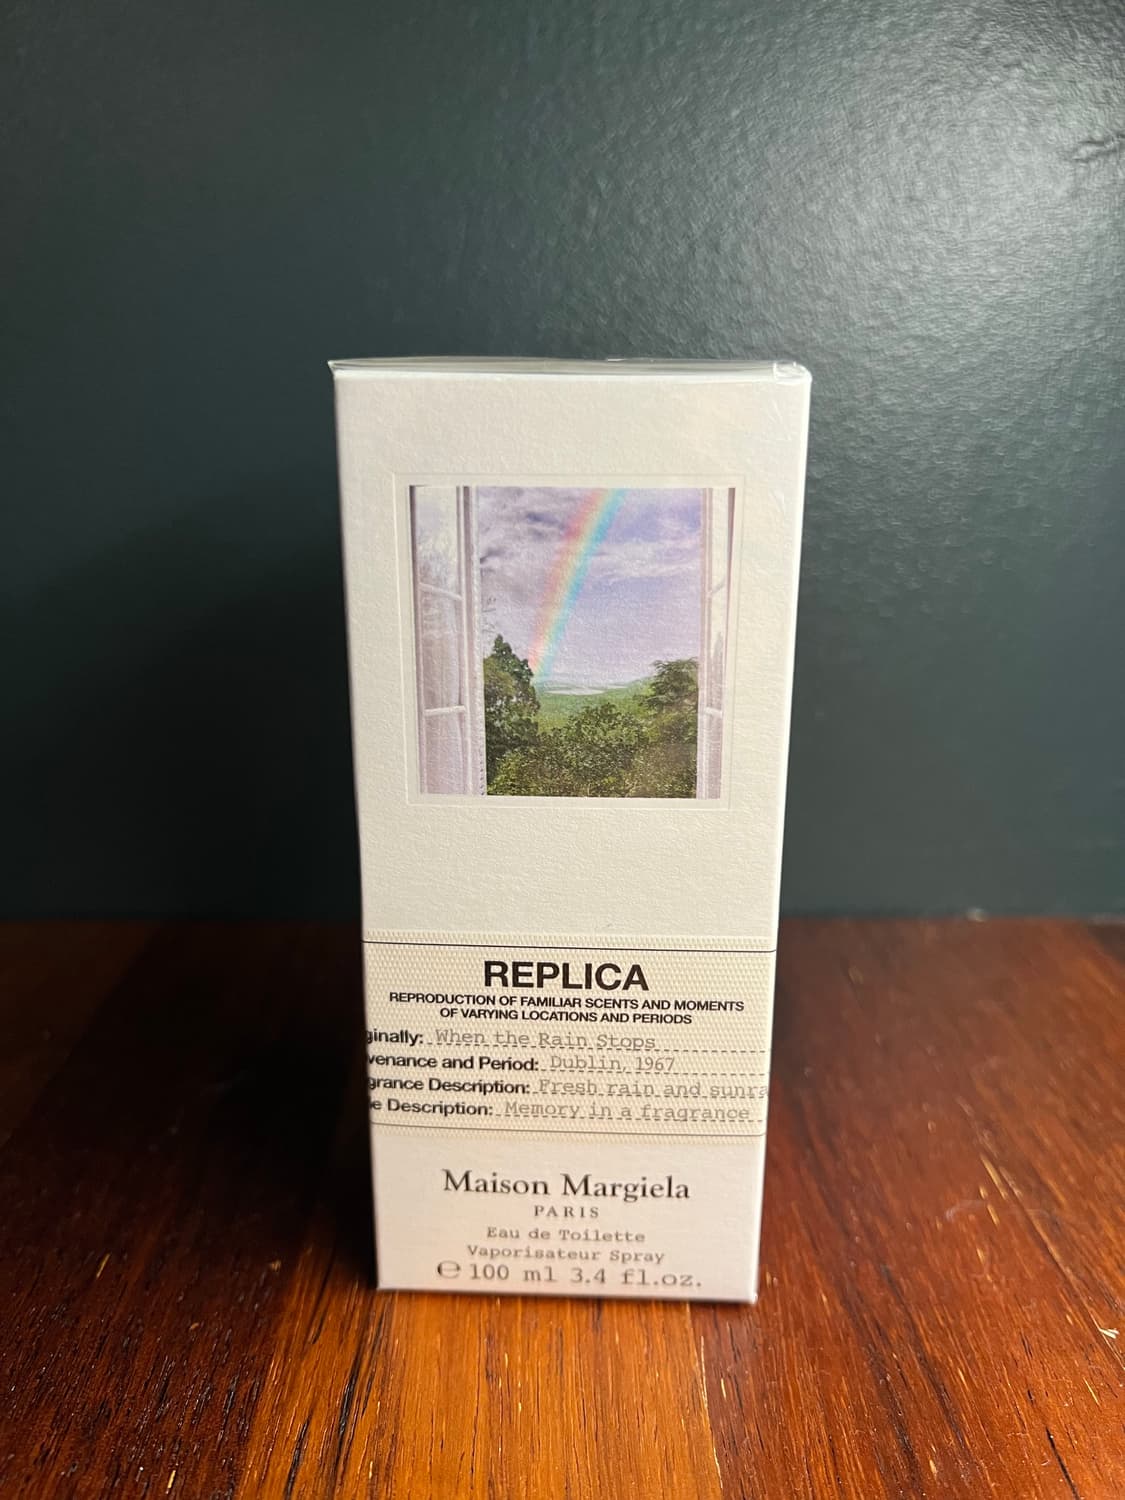 REPLICA
REPRODUCTION OF FAMILIAR SCENTS AND MOMENTS
OF VARYING LOCATIONS AND PERIODS
ginally: When the Rain Stops
venance and Period: Dublin, 1967
grance Description: Fresh rain and sunra
e Description: Memory in a fragrance
Maison Margiela
PARIS
Eau de Toilette
Vaporisateur Spray
℮ 100 ml 3.4 fl.oz.